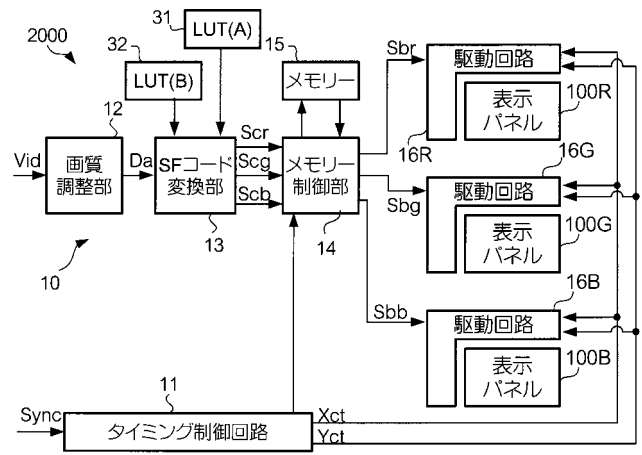 31
LUT(A)
2000
32
LUT(B)
15
メモリー
Sbr
駆動回路
100R
表示
パネル
16R
12
Vid
画質
調整部
Da
SFコード
変換部
13
Scr
Scg
Scb
メモリー
制御部
14
Sbg
16G
駆動回路
100G
表示
パネル
10
Sbb
16B
駆動回路
100B
表示
パネル
11
Sync
タイミング制御回路
Xct
Yct